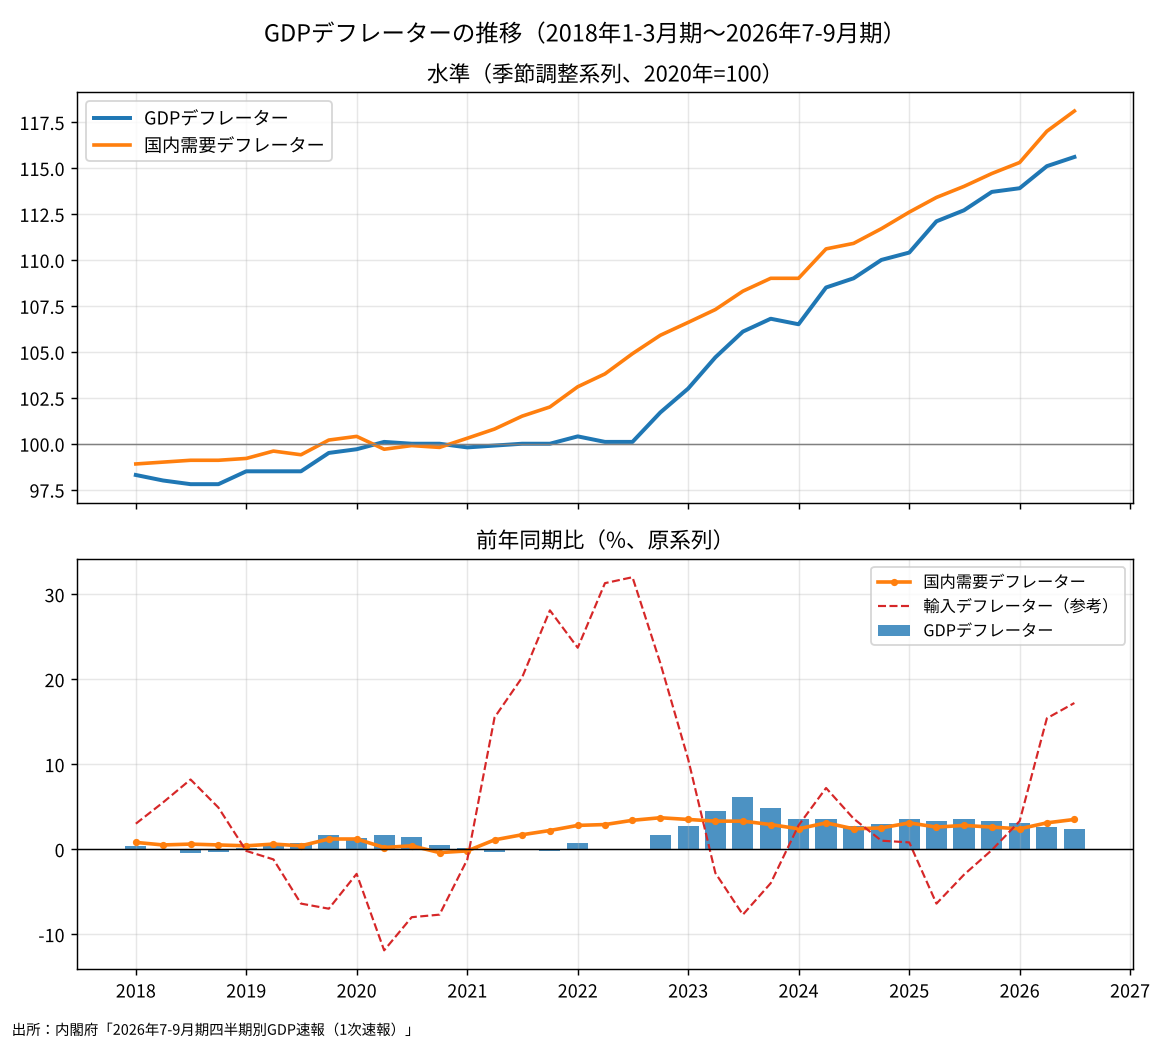 GDPデフレーターの推移（2018年1-3月期～2026年7-9月期）
水準（季節調整系列、2020年=100）
GDPデフレーター
国内需要デフレーター
117.5
115.0
112.5
110.0
107.5
105.0
102.5
100.0
97.5
前年同期比（%、原系列）
国内需要デフレーター
輸入デフレーター（参考）
GDPデフレーター
30
20
10
0
-10
2018 2019 2020 2021 2022 2023 2024 2025 2026 2027
出所：内閣府「2026年7-9月期四半期別GDP速報（1次速報）」